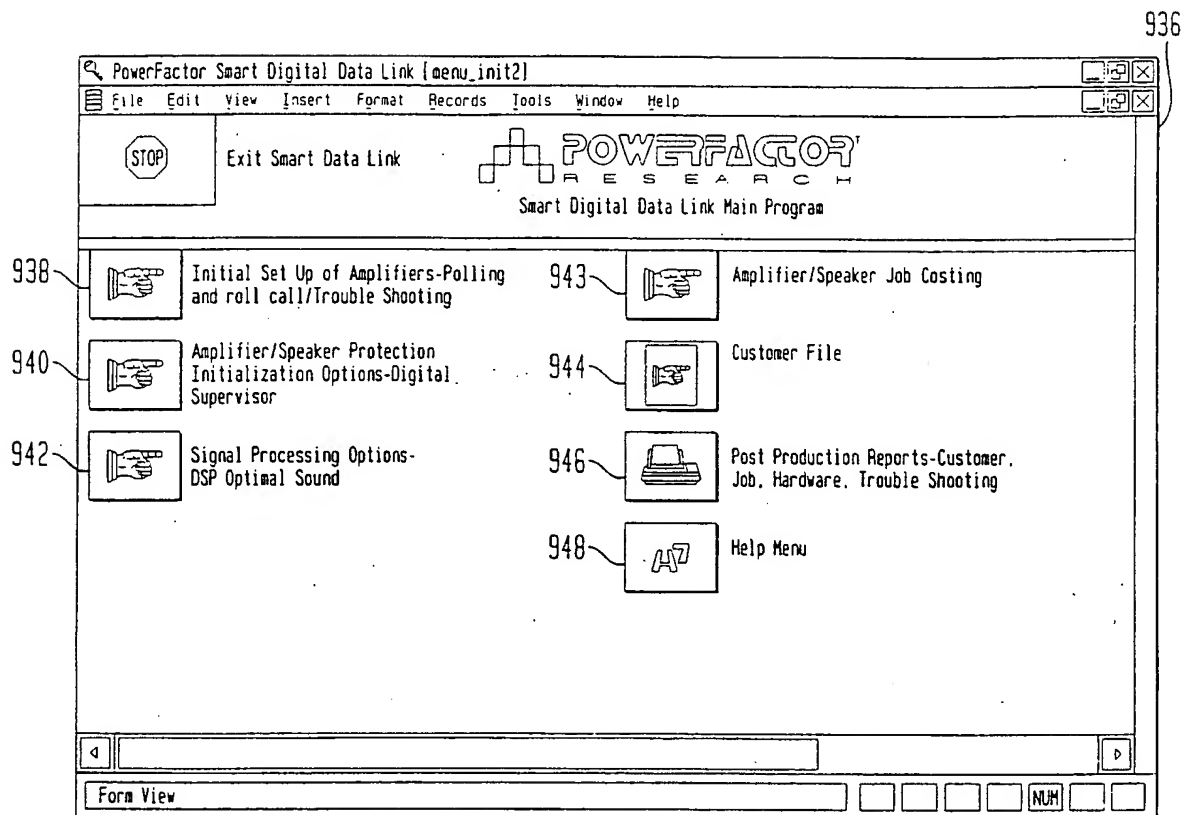 936
PowerFactor Smart Digital Data Link [menu_init2]
File Edit View Insert Format Records Tools Window Help
STOP
Exit Smart Data Link
POWERFACTOR
RESEARCH
Smart Digital Data Link Main Program
938
Initial Set Up of Amplifiers-Polling
and roll call/Trouble Shooting
943
Amplifier/Speaker Job Costing
940
Amplifier/Speaker Protection
Initialization Options-Digital
Supervisor
944
Customer File
942
Signal Processing Options-
DSP Optimal Sound
946
Post Production Reports-Customer,
Job, Hardware, Trouble Shooting
948
Help Menu
Form View
NUM